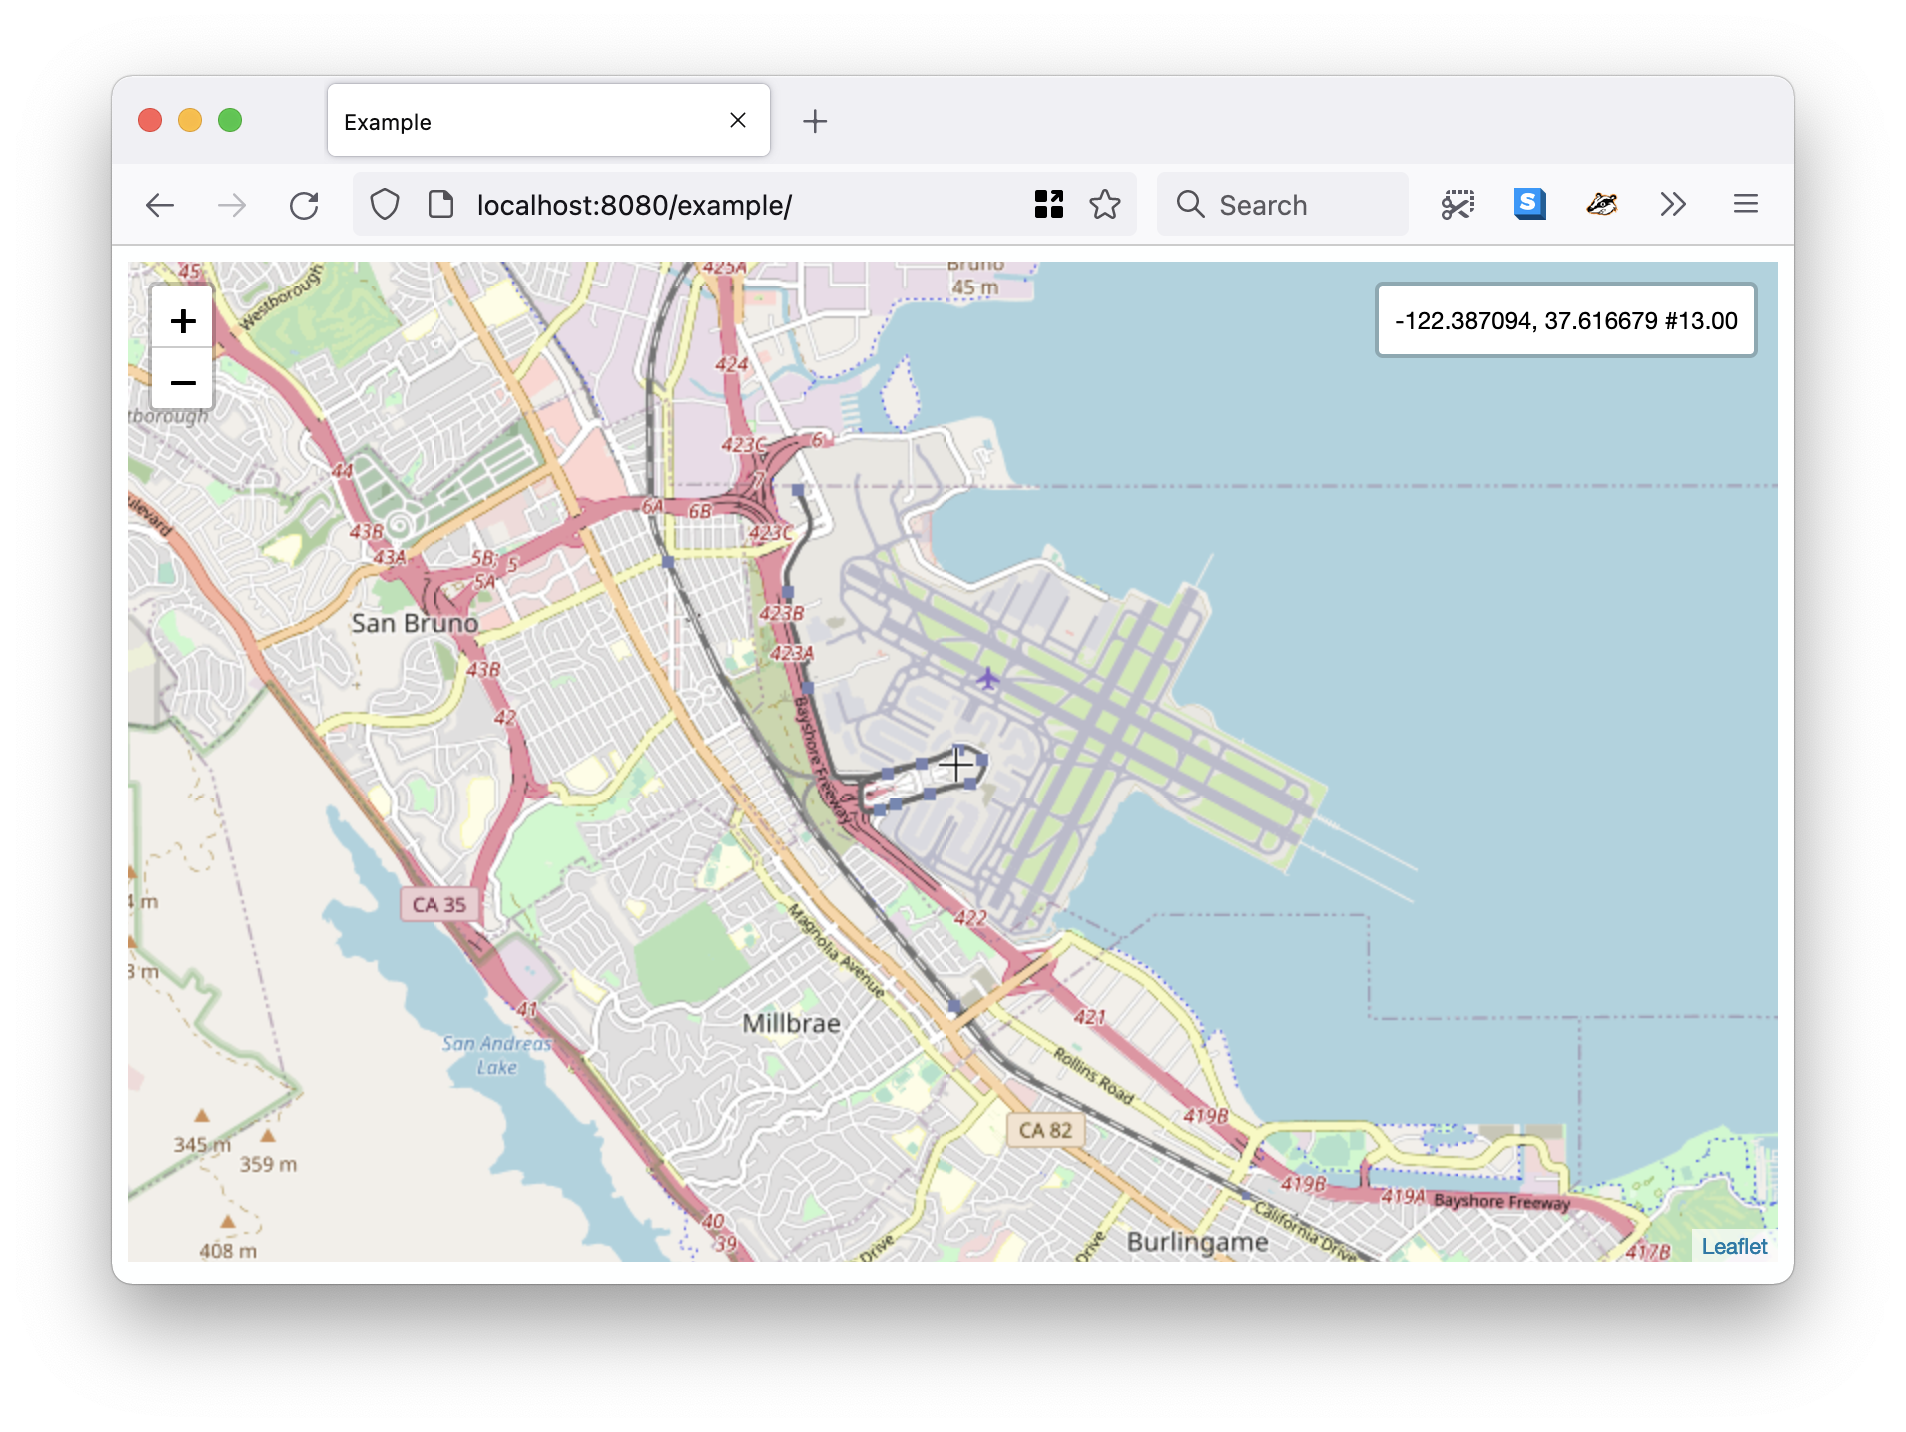 Example
localhost:8080/example/
Search
+
−
-122.387094, 37.616679 #13.00
45
Westborough
425A
Bruno
45 m
424
tborough
423C
6
44
7
ulevard
6A
6B
43B
423C
43A
5B;
5
5A
San Bruno
423B
423A
43B
42
Bayshore Freeway
CA 35
4 m
422
Magnolia Avenue
3 m
41
421
Millbrae
San Andreas
Lake
Rollins Road
345 m
359 m
CA 82
419B
419B
419A
Bayshore Freeway
40
39
408 m
Drive
Drive
Burlingame
California Drive
417B
Leaflet